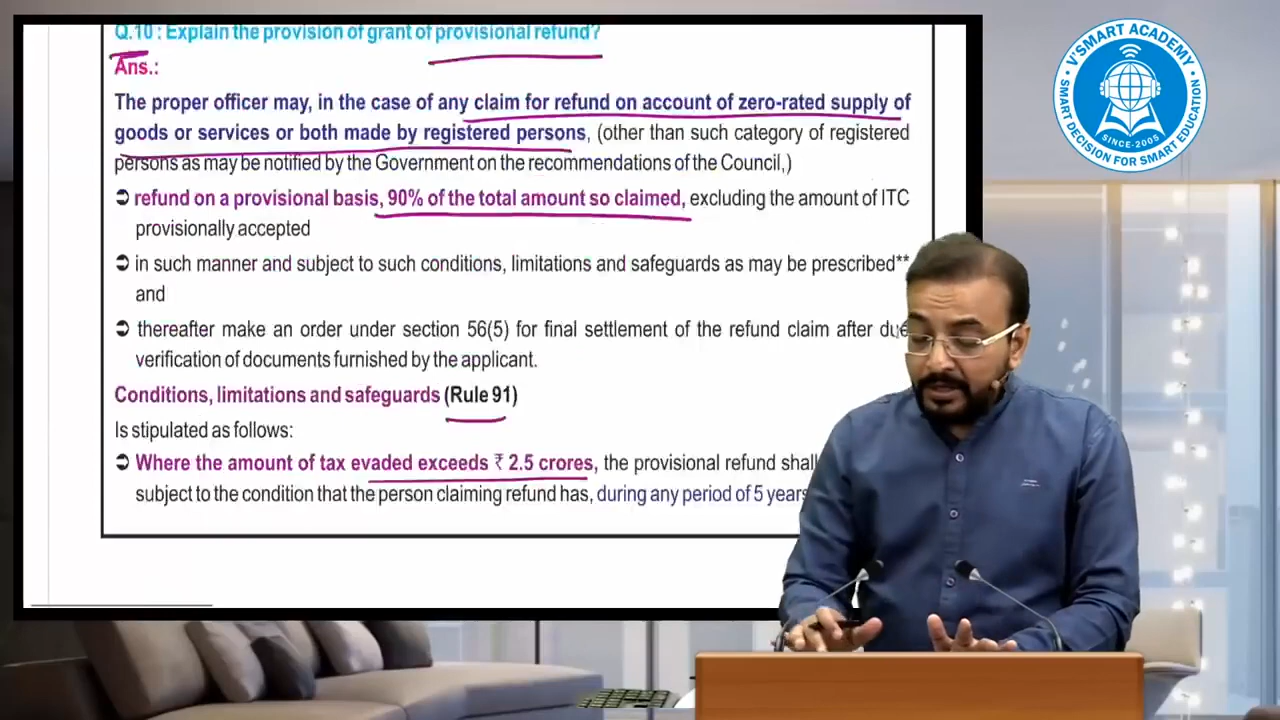 Q.10 : Explain the provision of grant of provisional refund?
Ans.:
The proper officer may, in the case of any claim for refund on account of zero-rated supply of
goods or services or both made by registered persons, (other than such category of registered
persons as may be notified by the Government on the recommendations of the Council,)
➲ refund on a provisional basis, 90% of the total amount so claimed, excluding the amount of ITC
provisionally accepted
➲ in such manner and subject to such conditions, limitations and safeguards as may be prescribed**
and
➲ thereafter make an order under section 56(5) for final settlement of the refund claim after due
verification of documents furnished by the applicant.
Conditions, limitations and safeguards (Rule 91)
Is stipulated as follows:
➲ Where the amount of tax evaded exceeds ₹ 2.5 crores, the provisional refund shall
subject to the condition that the person claiming refund has, during any period of 5 years
V'SMART ACADEMY
SINCE-2005
SMART DECISION FOR SMART EDUCATION